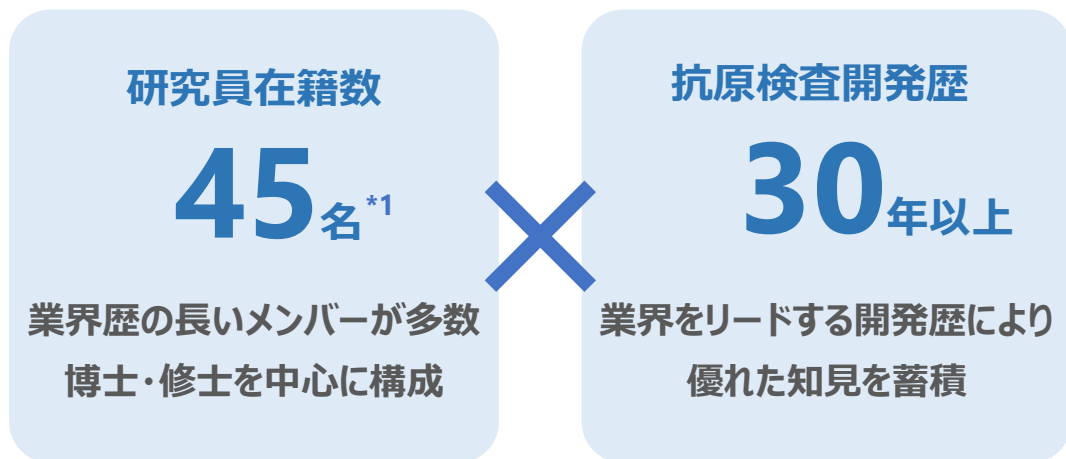 研究員在籍数
45名*1
業界歴の長いメンバーが多数
博士・修士を中心に構成
×
抗原検査開発歴
30年以上
業界をリードする開発歴により
優れた知見を蓄積